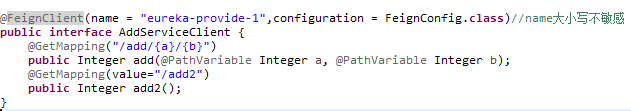 @FeignClient(name = "eureka-provide-1",configuration = FeignConfig.class)//name大小写不敏感
public interface AddServiceClient {
@GetMapping("/add/{a}/{b}")
public Integer add(@PathVariable Integer a, @PathVariable Integer b);
@GetMapping(value="/add2")
public Integer add2();
}